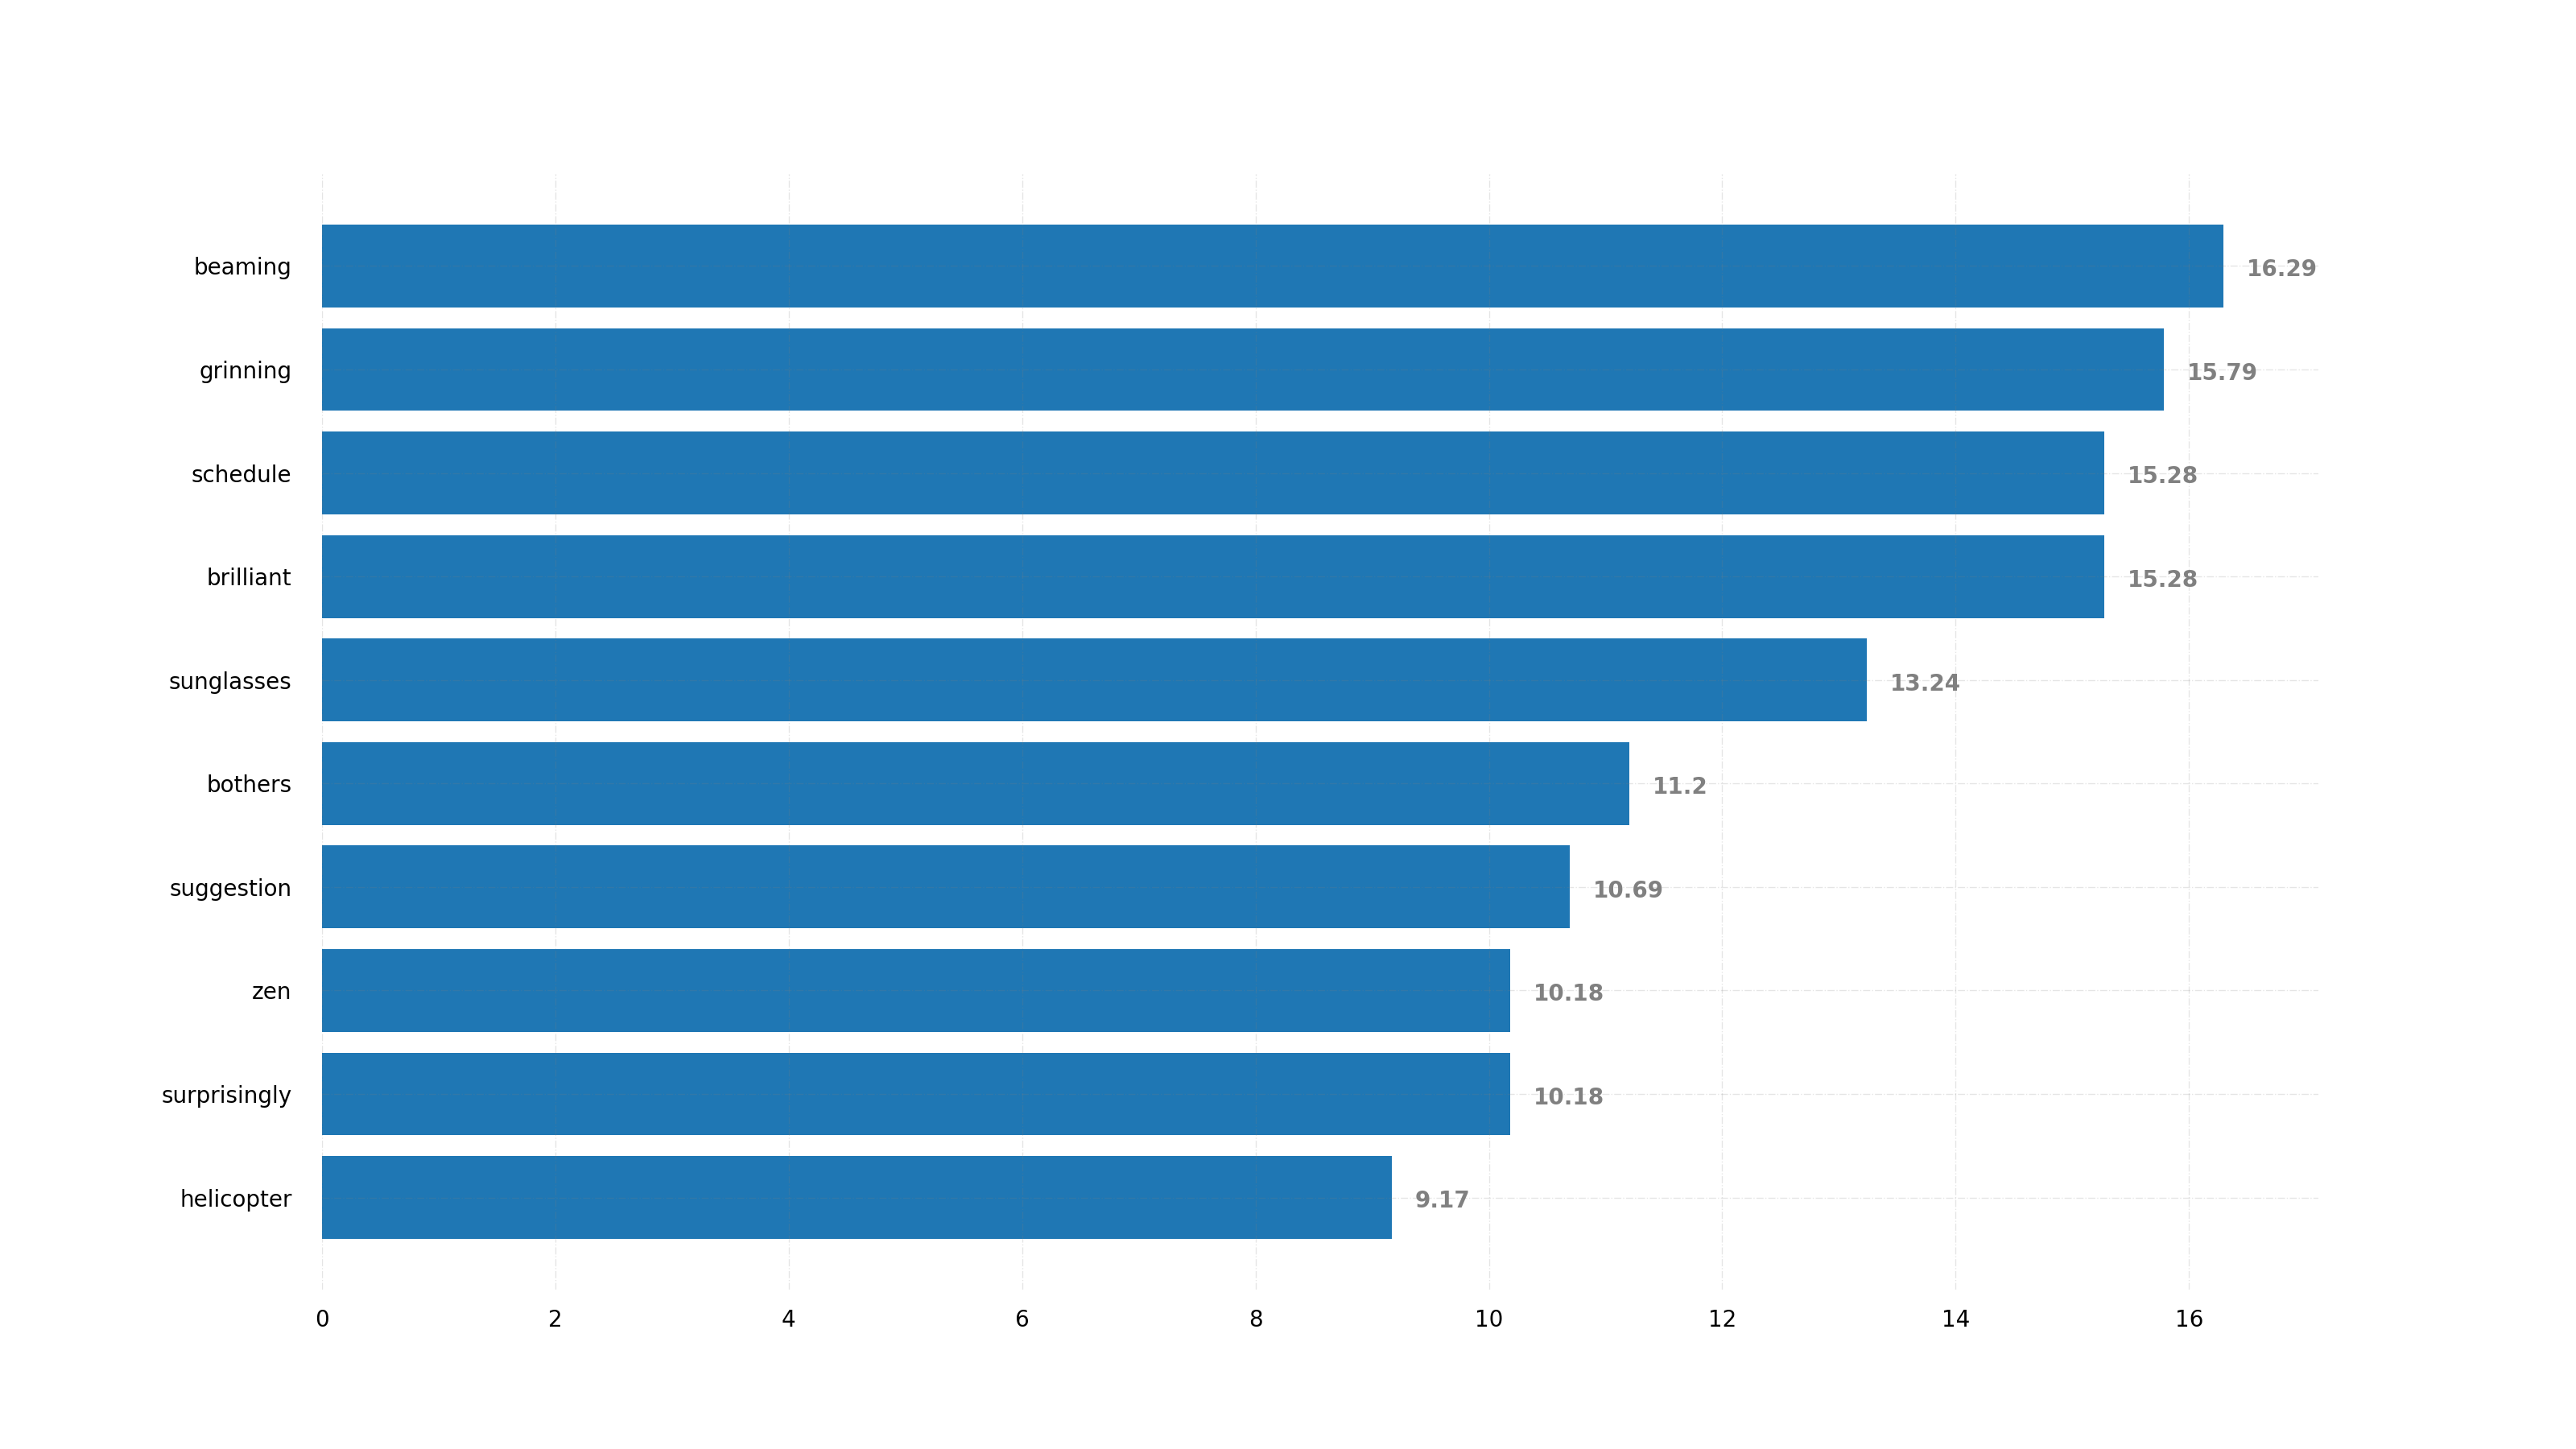 beaming 16.29
grinning 15.79
schedule 15.28
brilliant 15.28
sunglasses 13.24
bothers 11.2
suggestion 10.69
zen 10.18
surprisingly 10.18
helicopter 9.17
0 2 4 6 8 10 12 14 16